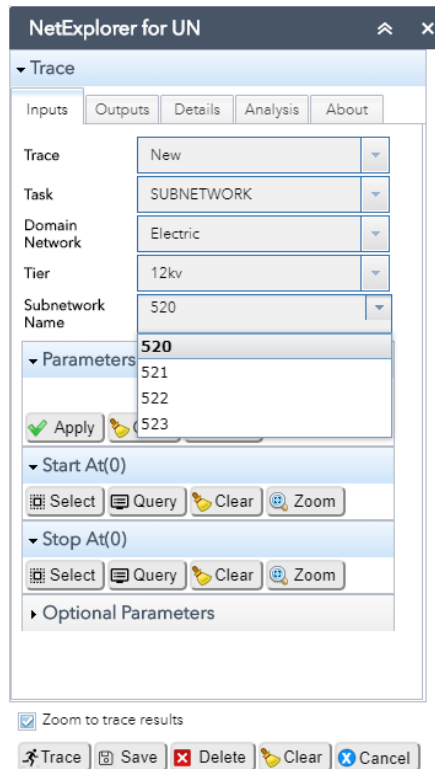 NetExplorer for UN
Trace
Inputs Outputs Details Analysis About
Trace New
Task SUBNETWORK
Domain Network Electric
Tier 12kv
Subnetwork Name 520
520
521
522
523
Parameters
Apply
Start At(0)
Select Query Clear Zoom
Stop At(0)
Select Query Clear Zoom
Optional Parameters
Zoom to trace results
Trace Save Delete Clear Cancel